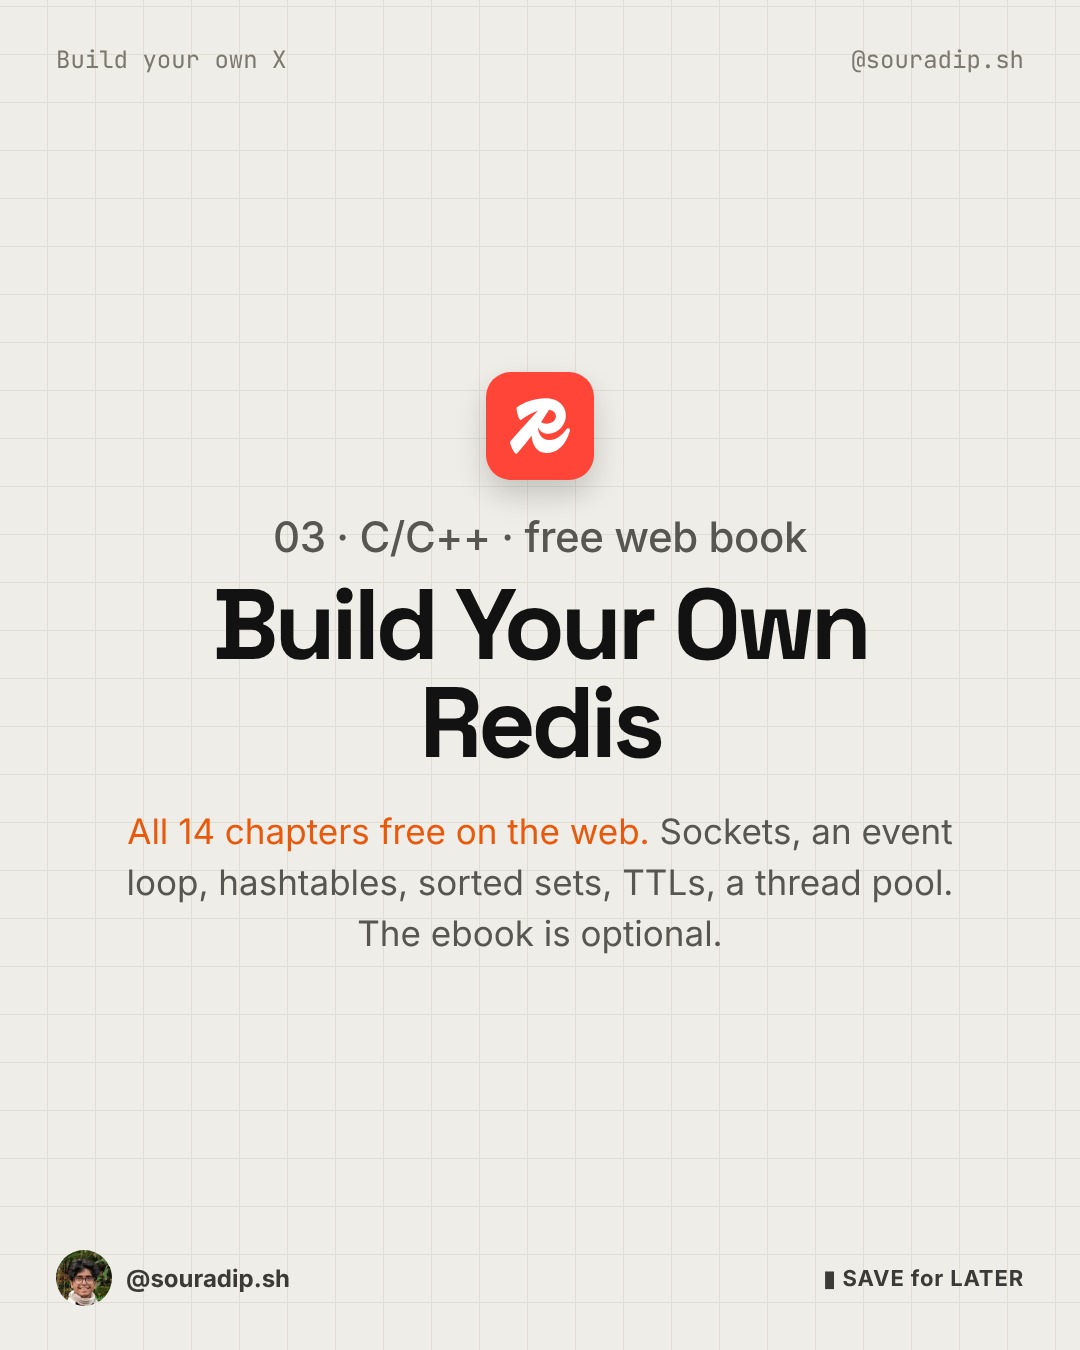 Build your own X
@souradip.sh
R
03 · C/C++ · free web book
Build Your Own
Redis
All 14 chapters free on the web. Sockets, an event
loop, hashtables, sorted sets, TTLs, a thread pool.
The ebook is optional.
@souradip.sh
▮ SAVE for LATER